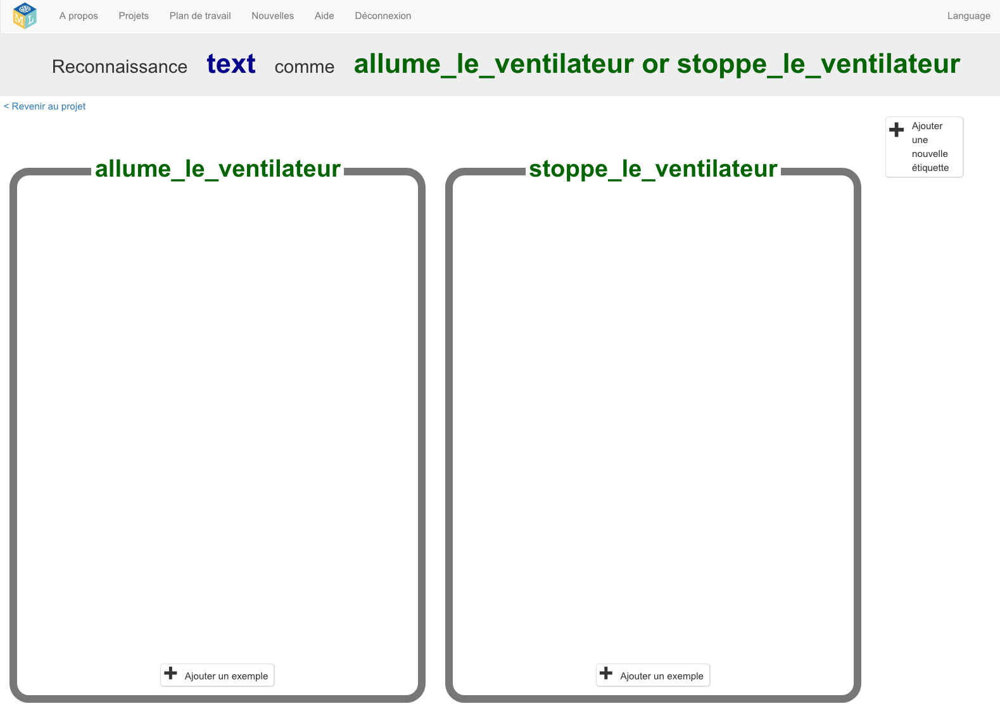 M L
A propos Projets Plan de travail Nouvelles Aide Déconnexion Language
Reconnaissance text comme allume_le_ventilateur or stoppe_le_ventilateur
< Revenir au projet
Ajouter
une
nouvelle
étiquette
allume_le_ventilateur stoppe_le_ventilateur
Ajouter un exemple Ajouter un exemple